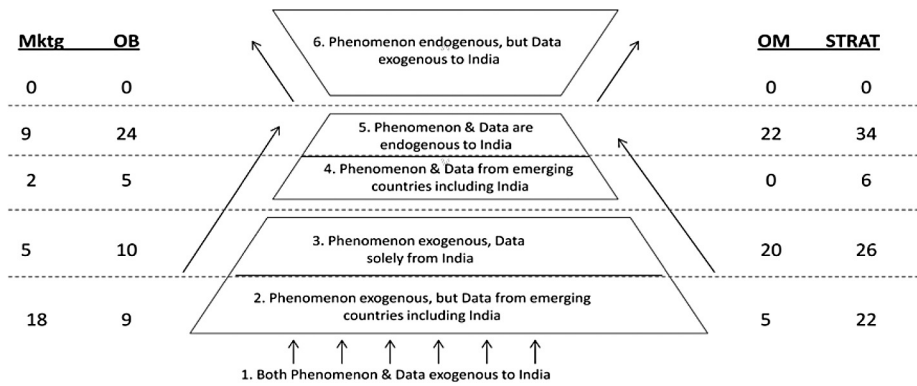 Mktg OB 6. Phenomenon endogenous, but Data OM STRAT
exogenous to India
0 0 0 0
9 24 5. Phenomenon & Data are 22 34
endogenous to India
2 5 4. Phenomenon & Data from emerging 0 6
countries including India
5 10 3. Phenomenon exogenous, Data 20 26
solely from India
18 9 2. Phenomenon exogenous, but Data from emerging 5 22
countries including India
1. Both Phenomenon & Data exogenous to India